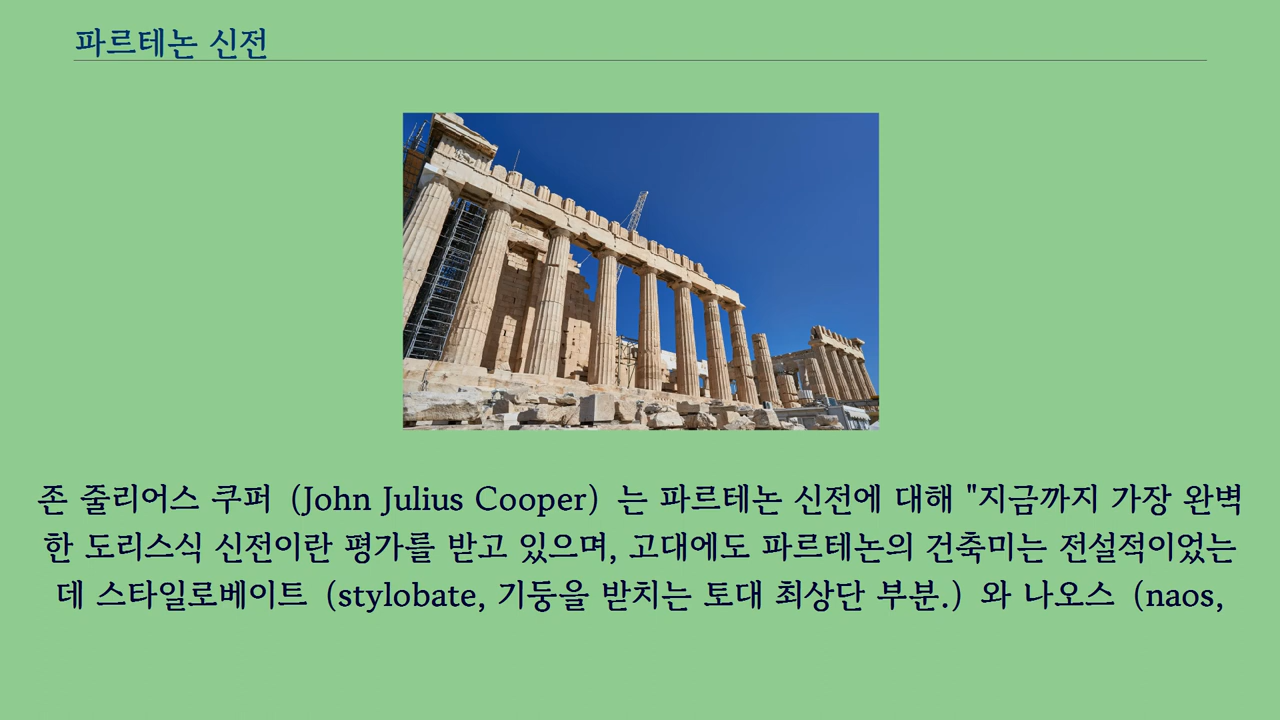 파르테논 신전
존 줄리어스 쿠퍼 (John Julius Cooper) 는 파르테논 신전에 대해 "지금까지 가장 완벽
한 도리스식 신전이란 평가를 받고 있으며, 고대에도 파르테논의 건축미는 전설적이었는
데 스타일로베이트 (stylobate, 기둥을 받치는 토대 최상단 부분.) 와 나오스 (naos,